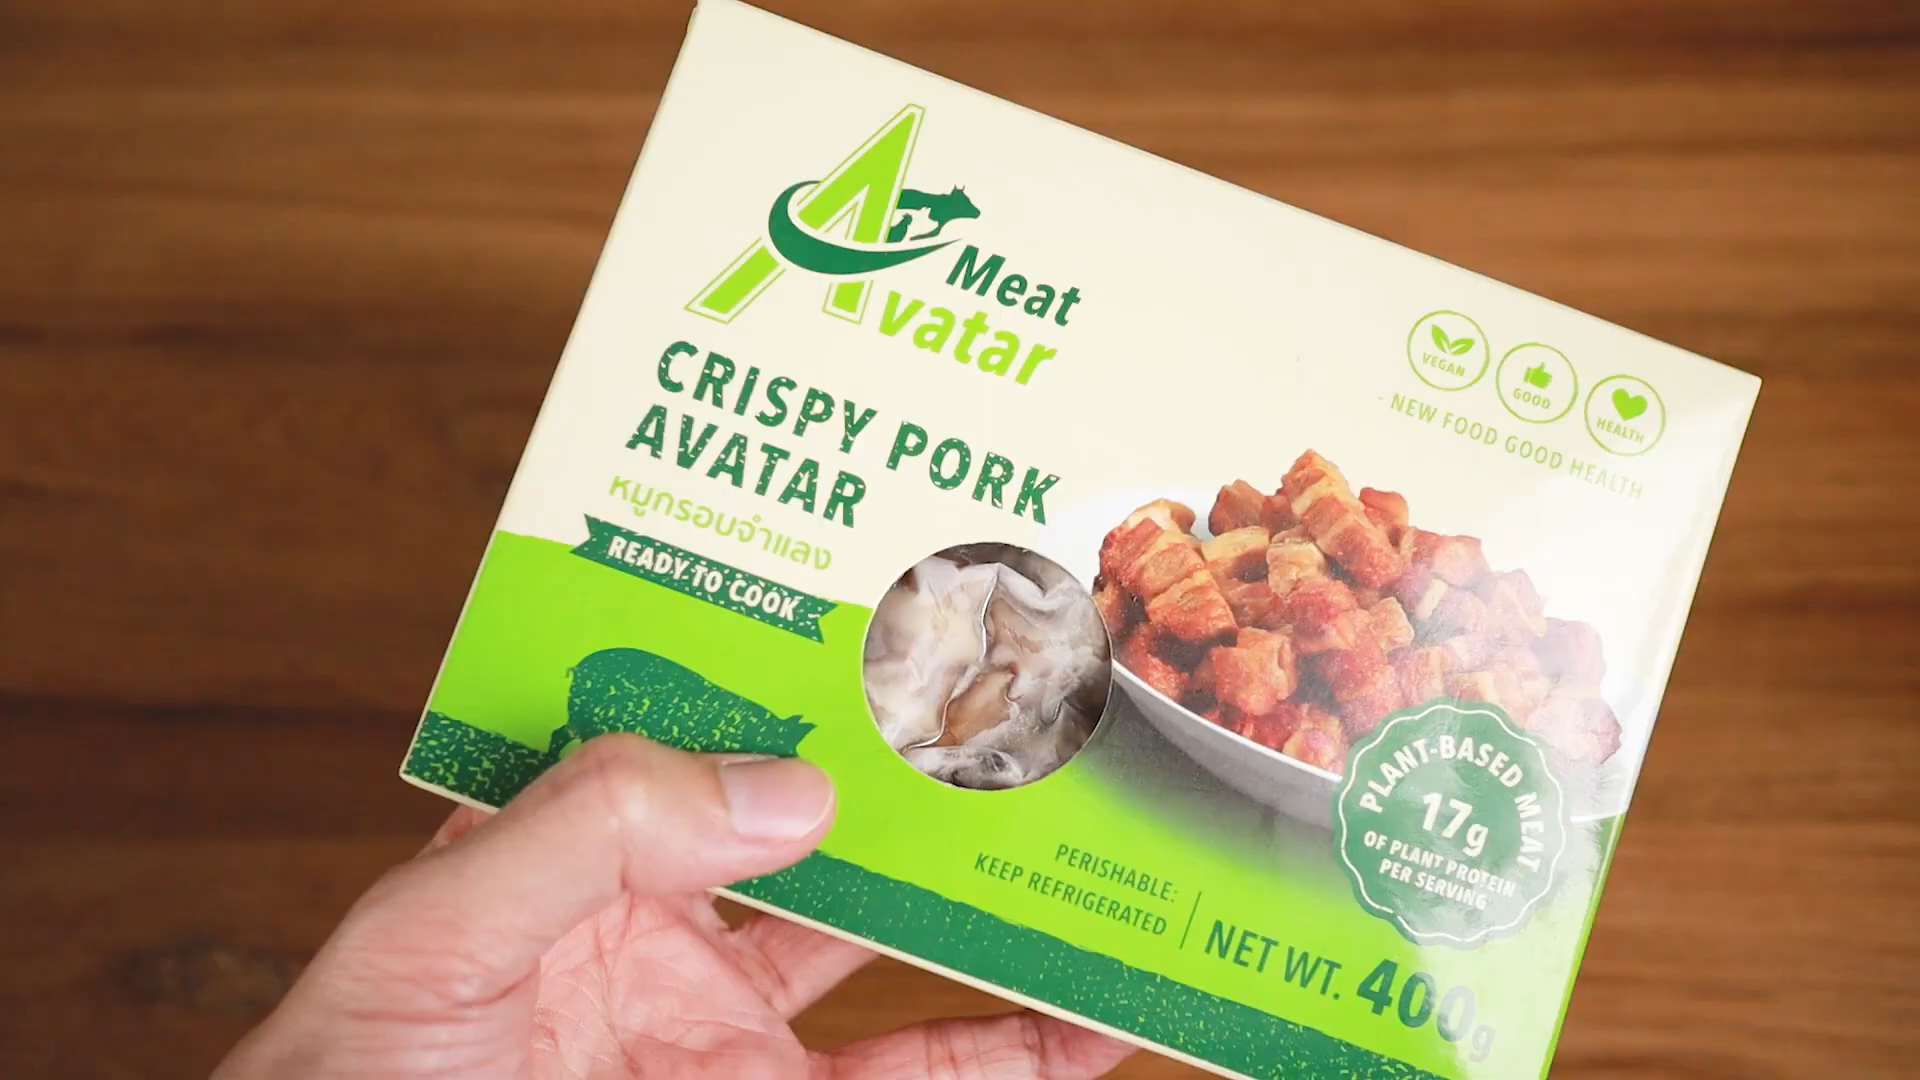 Meat
Avatar
CRISPY PORK
AVATAR
หมูกรอบจำแลง
READY TO COOK
VEGAN
GOOD
HEALTH
- NEW FOOD GOOD HEALTH -
PLANT-BASED MEAT
17g
OF PLANT PROTEIN
PER SERVING
PERISHABLE:
KEEP REFRIGERATED
NET WT. 400g